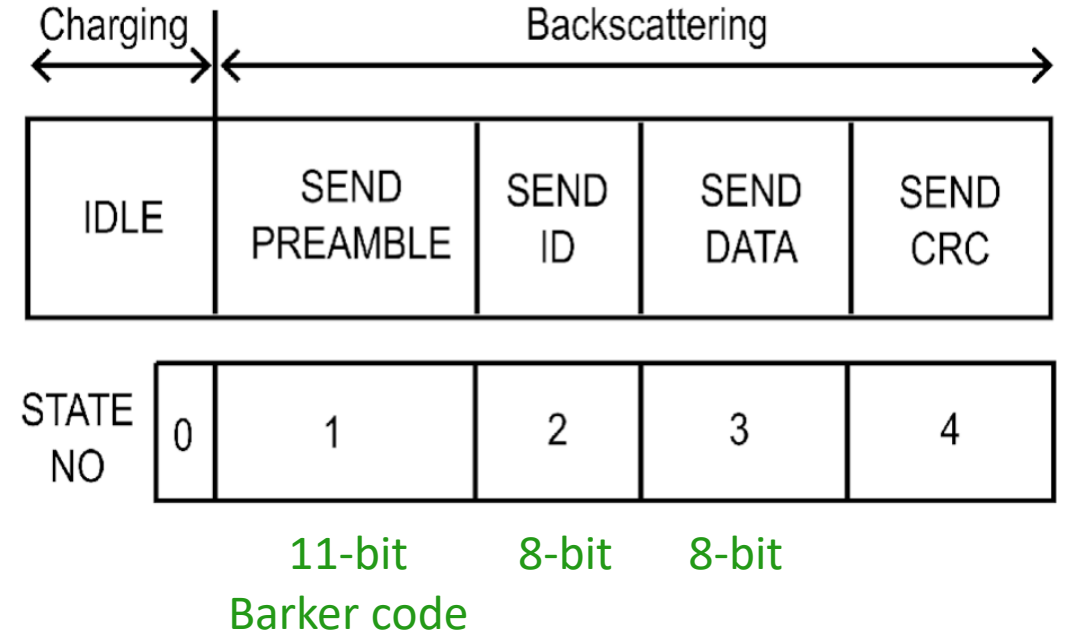 Charging Backscattering
IDLE
SEND
PREAMBLE
SEND
ID
SEND
DATA
SEND
CRC
STATE
NO
0 1 2 3 4
11-bit
Barker code
8-bit
8-bit